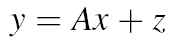 y = Ax + z